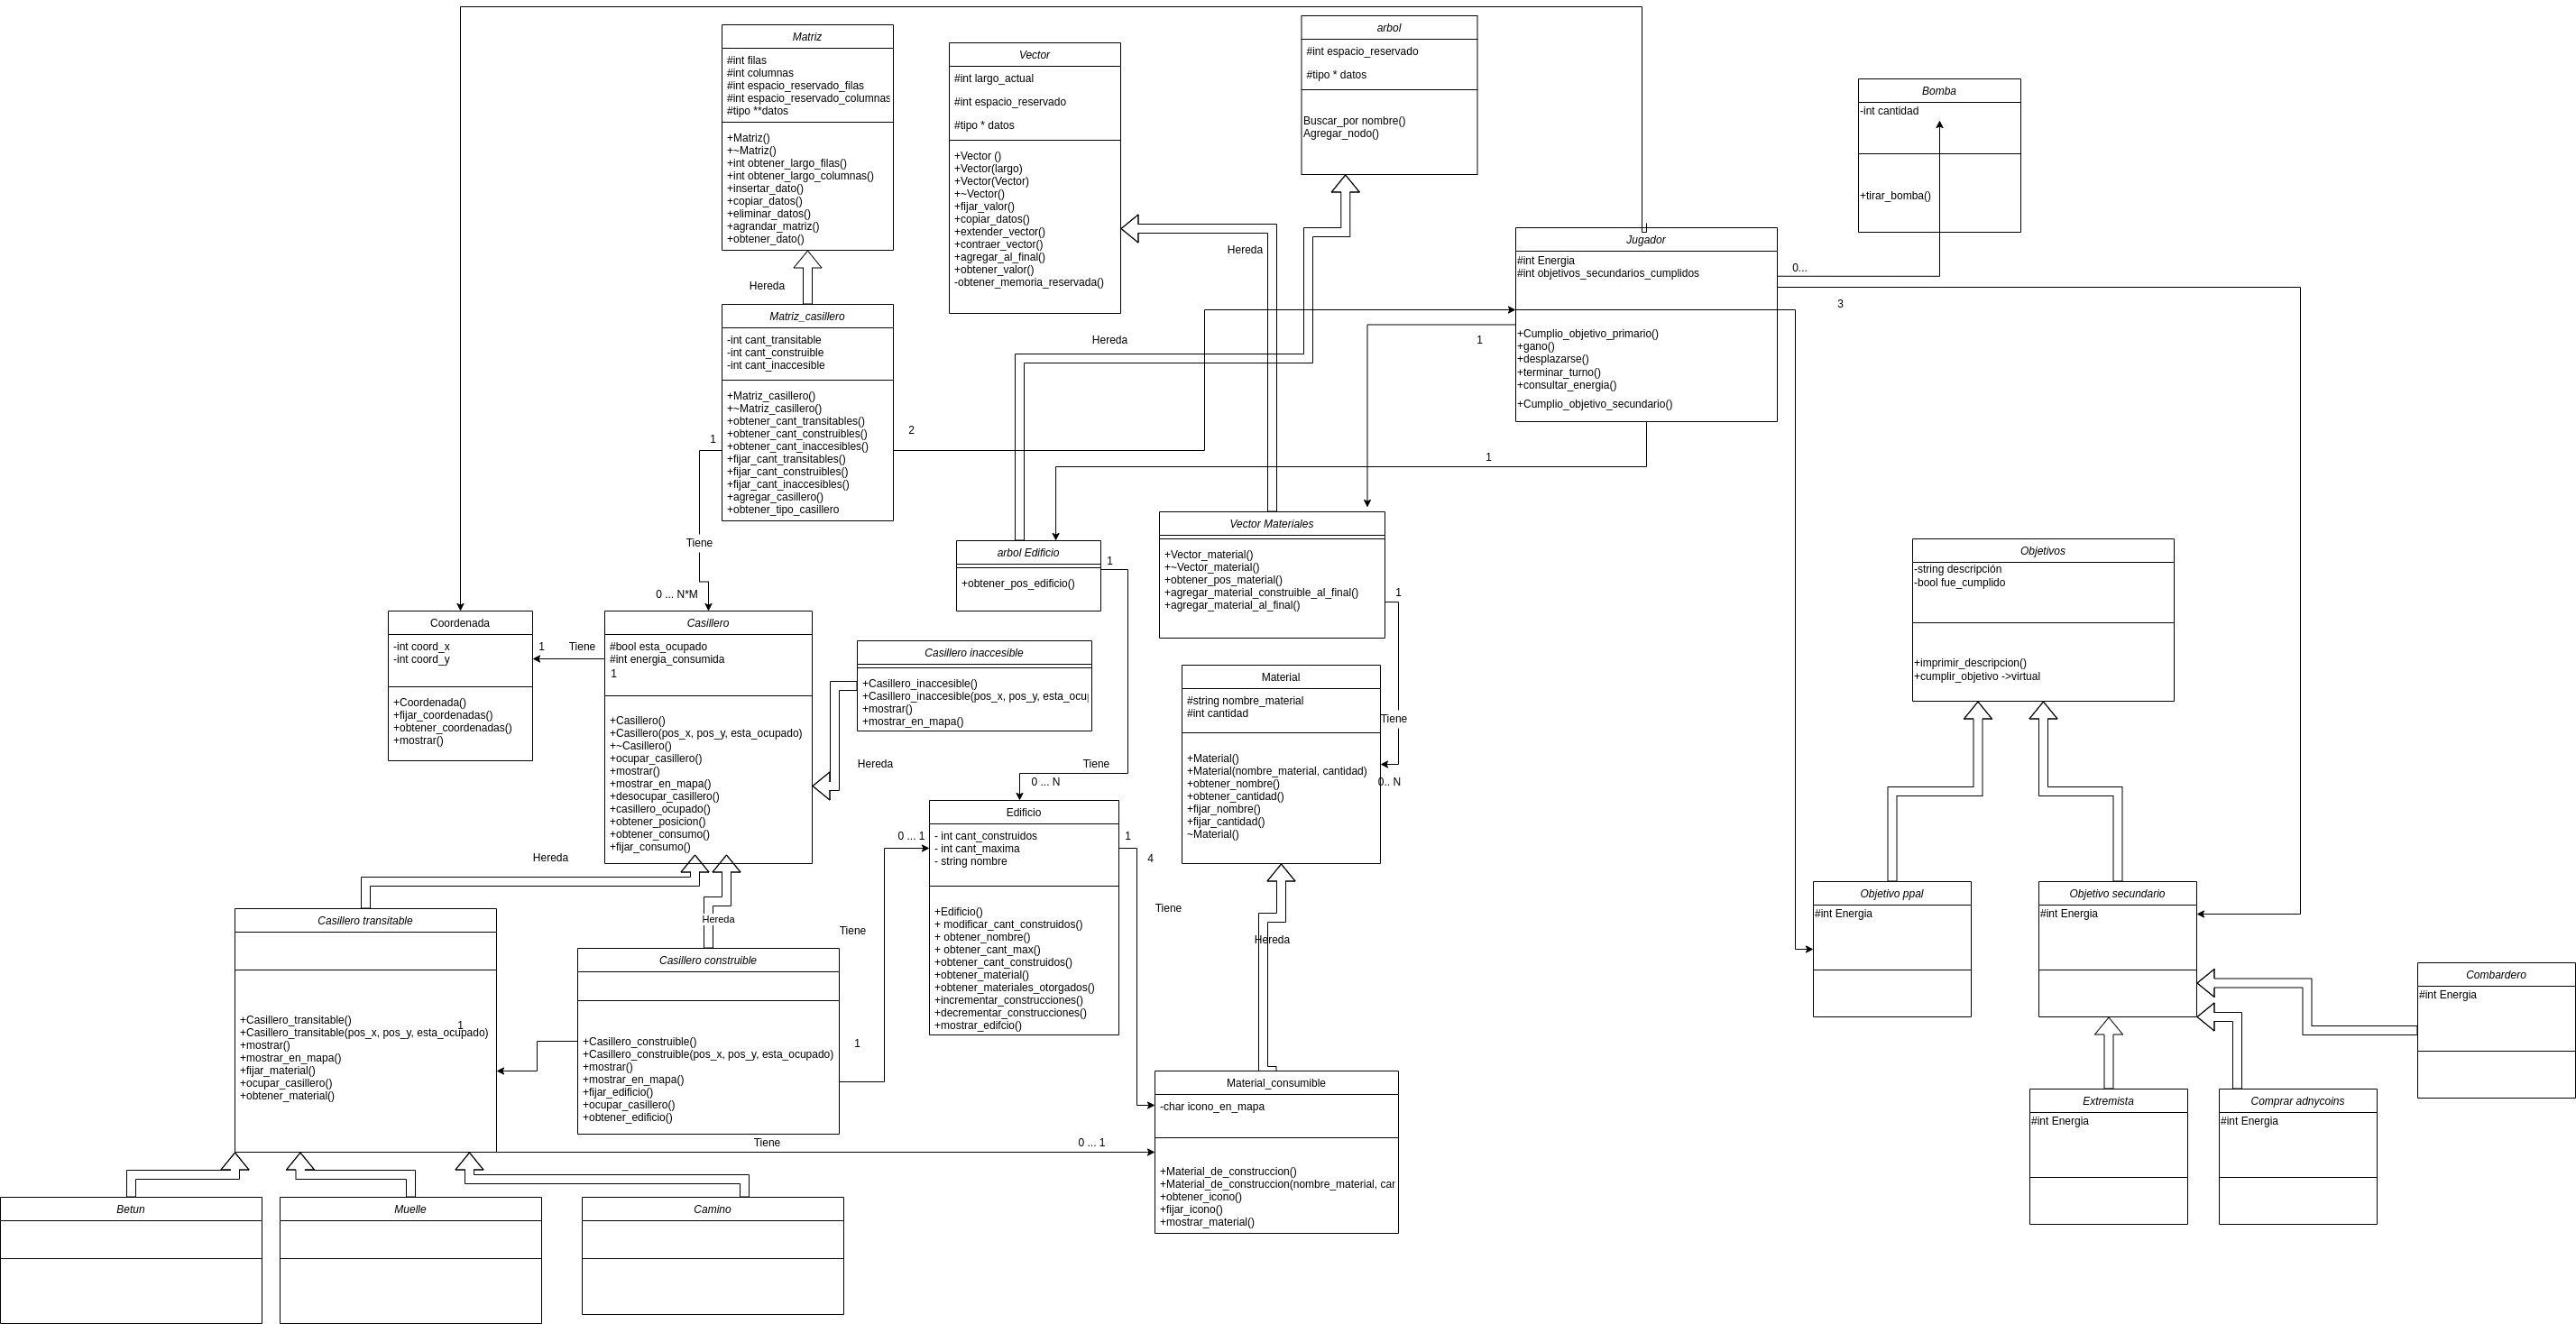 Matriz
#int filas
#int columnas
#int espacio_reservado_filas
#int espacio_reservado_columnas
#tipo **datos
+Matriz()
+~Matriz()
+int obtener_largo_filas()
+int obtener_largo_columnas()
+insertar_dato()
+copiar_datos()
+eliminar_datos()
+agrandar_matriz()
+obtener_dato()
Vector
#int largo_actual
#int espacio_reservado
#tipo * datos
+Vector ()
+Vector(largo)
+Vector(Vector)
+~Vector()
+fijar_valor()
+copiar_datos()
+extender_vector()
+contraer_vector()
+agregar_al_final()
+obtener_valor()
-obtener_memoria_reservada()
arbol
#int espacio_reservado
#tipo * datos
Buscar_por nombre()
Agregar_nodo()
Bomba
-int cantidad
+tirar_bomba()
Jugador
#int Energia
#int objetivos_secundarios_cumplidos
+Cumplio_objetivo_primario()
+gano()
+desplazarse()
+terminar_turno()
+consultar_energia()
+Cumplio_objetivo_secundario()
0...
3
1
1
Hereda
Hereda
Hereda
Matriz_casillero
-int cant_transitable
-int cant_construible
-int cant_inaccesible
+Matriz_casillero()
+~Matriz_casillero()
+obtener_cant_transitables()
+obtener_cant_construibles()
+obtener_cant_inaccesibles()
+fijar_cant_transitables()
+fijar_cant_construibles()
+fijar_cant_inaccesibles()
+agregar_casillero()
+obtener_tipo_casillero
1
2
Tiene
0 ... N*M
arbol Edificio
+obtener_pos_edificio()
1
Vector Materiales
+Vector_material()
+~Vector_material()
+obtener_pos_material()
+agregar_material_construible_al_final()
+agregar_material_al_final()
1
Tiene
0.. N
Objetivos
-string descripción
-bool fue_cumplido
+imprimir_descripcion()
+cumplir_objetivo ->virtual
Coordenada
-int coord_x
-int coord_y
+Coordenada()
+fijar_coordenadas()
+obtener_coordenadas()
+mostrar()
1
Tiene
Casillero
#bool esta_ocupado
#int energia_consumida
1
+Casillero()
+Casillero(pos_x, pos_y, esta_ocupado)
+~Casillero()
+ocupar_casillero()
+mostrar()
+mostrar_en_mapa()
+desocupar_casillero()
+casillero_ocupado()
+obtener_posicion()
+obtener_consumo()
+fijar_consumo()
Casillero inaccesible
+Casillero_inaccesible()
+Casillero_inaccesible(pos_x, pos_y, esta_ocu
+mostrar()
+mostrar_en_mapa()
Hereda
Material
#string nombre_material
#int cantidad
+Material()
+Material(nombre_material, cantidad)
+obtener_nombre()
+obtener_cantidad()
+fijar_nombre()
+fijar_cantidad()
~Material()
Tiene
0 ... N
Edificio
- int cant_construidos
- int cant_maxima
- string nombre
+Edificio()
+ modificar_cant_construidos()
+ obtener_nombre()
+ obtener_cant_max()
+obtener_cant_construidos()
+obtener_material()
+obtener_materiales_otorgados()
+incrementar_construcciones()
+decrementar_construcciones()
+mostrar_edifcio()
0 ... 1
1
4
Tiene
Hereda
Hereda
Hereda
Tiene
1
Casillero transitable
+Casillero_transitable()
+Casillero_transitable(pos_x, pos_y, esta_ocupado)
+mostrar()
+mostrar_en_mapa()
+fijar_material()
+ocupar_casillero()
+obtener_material()
1
Casillero construible
+Casillero_construible()
+Casillero_construible(pos_x, pos_y, esta_ocupado)
+mostrar()
+mostrar_en_mapa()
+fijar_edificio()
+ocupar_casillero()
+obtener_edificio()
Tiene
0 ... 1
Material_consumible
-char icono_en_mapa
+Material_de_construccion()
+Material_de_construccion(nombre_material, car
+obtener_icono()
+fijar_icono()
+mostrar_material()
Objetivo ppal
#int Energia
Objetivo secundario
#int Energia
Combardero
#int Energia
Extremista
#int Energia
Comprar adnycoins
#int Energia
Betun
Muelle
Camino